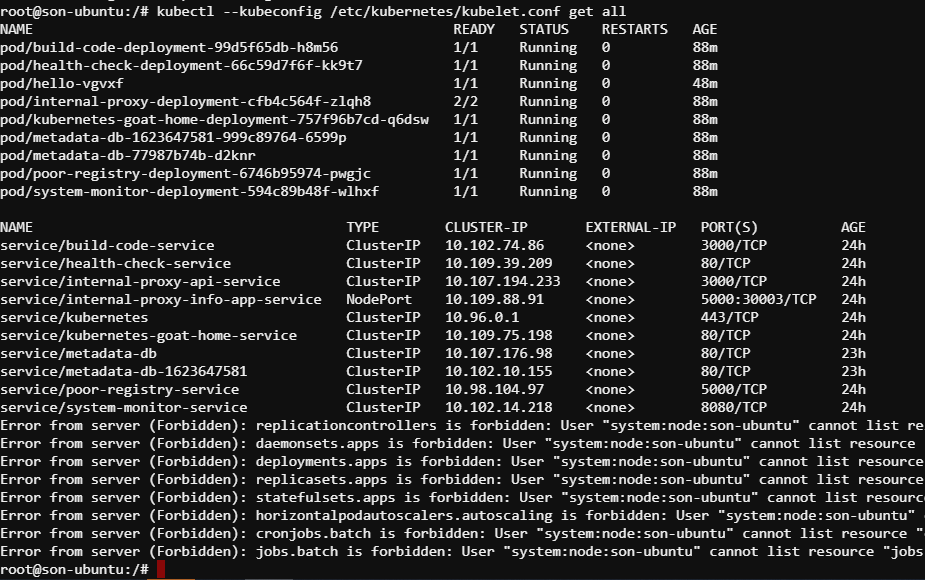 root@son-ubuntu:/# kubectl --kubeconfig /etc/kubernetes/kubelet.conf get all
NAME READY STATUS RESTARTS AGE
pod/build-code-deployment-99d5f65db-h8m56 1/1 Running 0 88m
pod/health-check-deployment-66c59d7f6f-kk9t7 1/1 Running 0 88m
pod/hello-vgvxf 1/1 Running 0 48m
pod/internal-proxy-deployment-cfb4c564f-zlqh8 2/2 Running 0 88m
pod/kubernetes-goat-home-deployment-757f96b7cd-q6dsw 1/1 Running 0 88m
pod/metadata-db-1623647581-999c89764-6599p 1/1 Running 0 88m
pod/metadata-db-77987b74b-d2knr 1/1 Running 0 88m
pod/poor-registry-deployment-6746b95974-pwgjc 1/1 Running 0 88m
pod/system-monitor-deployment-594c89b48f-wlhxf 1/1 Running 0 88m
NAME TYPE CLUSTER-IP EXTERNAL-IP PORT(S) AGE
service/build-code-service ClusterIP 10.102.74.86 <none> 3000/TCP 24h
service/health-check-service ClusterIP 10.109.39.209 <none> 80/TCP 24h
service/internal-proxy-api-service ClusterIP 10.107.194.233 <none> 3000/TCP 24h
service/internal-proxy-info-app-service NodePort 10.109.88.91 <none> 5000:30003/TCP 24h
service/kubernetes ClusterIP 10.96.0.1 <none> 443/TCP 24h
service/kubernetes-goat-home-service ClusterIP 10.109.75.198 <none> 80/TCP 24h
service/metadata-db ClusterIP 10.107.176.98 <none> 80/TCP 23h
service/metadata-db-1623647581 ClusterIP 10.102.10.155 <none> 80/TCP 23h
service/poor-registry-service ClusterIP 10.98.104.97 <none> 5000/TCP 24h
service/system-monitor-service ClusterIP 10.102.14.218 <none> 8080/TCP 24h
Error from server (Forbidden): replicationcontrollers is forbidden: User "system:node:son-ubuntu" cannot list re
Error from server (Forbidden): daemonsets.apps is forbidden: User "system:node:son-ubuntu" cannot list resource
Error from server (Forbidden): deployments.apps is forbidden: User "system:node:son-ubuntu" cannot list resource
Error from server (Forbidden): replicasets.apps is forbidden: User "system:node:son-ubuntu" cannot list resource
Error from server (Forbidden): statefulsets.apps is forbidden: User "system:node:son-ubuntu" cannot list resourc
Error from server (Forbidden): horizontalpodautoscalers.autoscaling is forbidden: User "system:node:son-ubuntu"
Error from server (Forbidden): cronjobs.batch is forbidden: User "system:node:son-ubuntu" cannot list resource "
Error from server (Forbidden): jobs.batch is forbidden: User "system:node:son-ubuntu" cannot list resource "jobs
root@son-ubuntu:/#